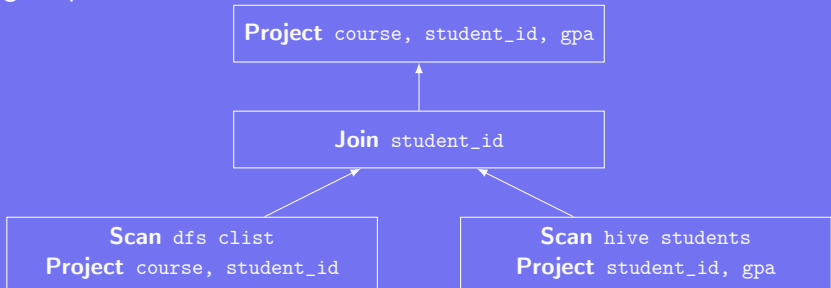 Project course, student_id, gpa
Join student_id
Scan dfs clist
Project course, student_id
Scan hive students
Project student_id, gpa